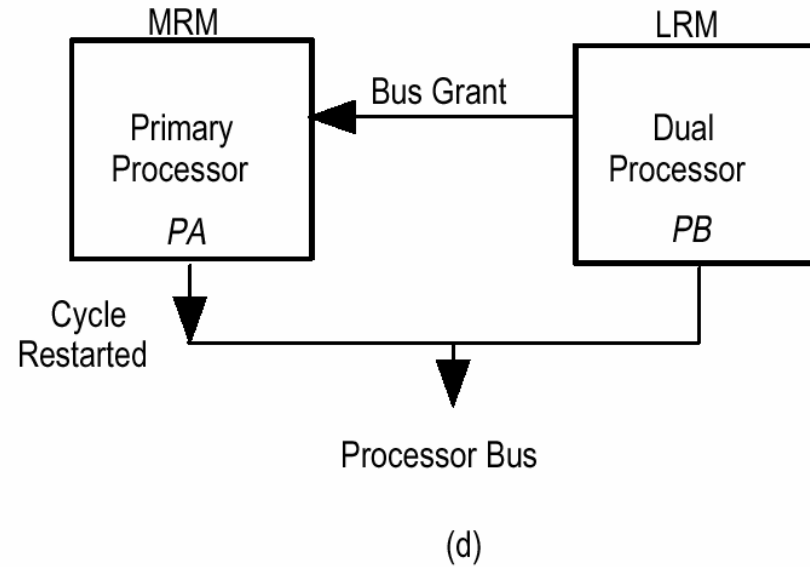 MRM
LRM
Bus Grant
Primary
Processor
Dual
Processor
PA
PB
Cycle
Restarted
Processor Bus
(d)